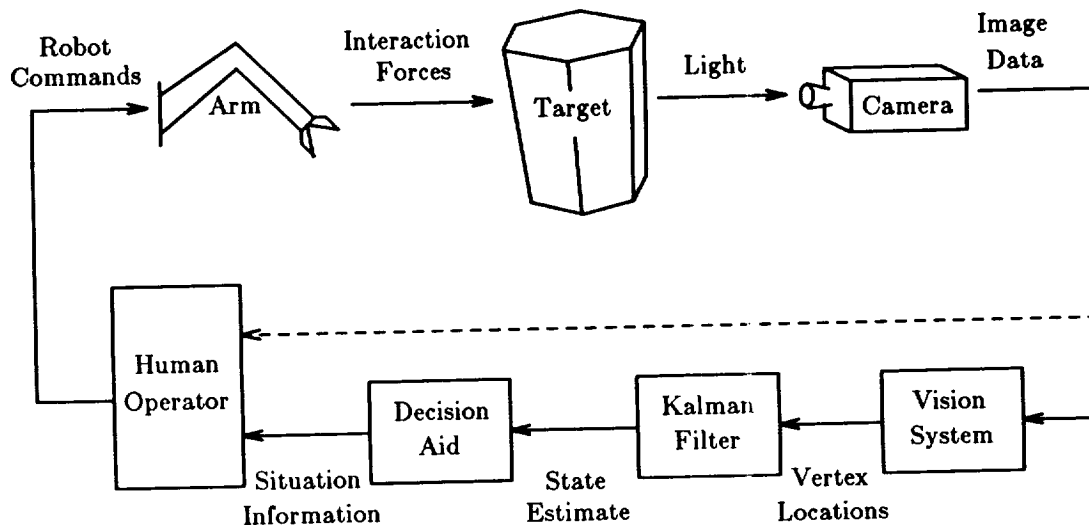 Robot
Commands
Arm
Interaction
Forces
Target
Light
Camera
Image
Data
Human
Operator
Situation
Information
Decision
Aid
State
Estimate
Kalman
Filter
Vertex
Locations
Vision
System